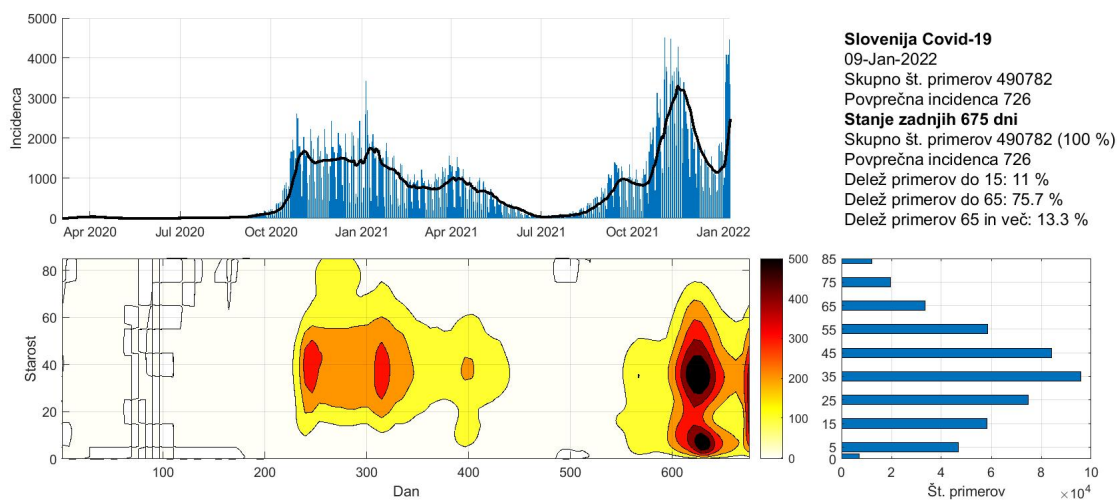 5000
4000
3000
2000
1000
0
Incidenca
Apr 2020
Jul 2020
Oct 2020
Jan 2021
Apr 2021
Jul 2021
Oct 2021
Jan 2022
Slovenija Covid-19
09-Jan-2022
Skupno št. primerov 490782
Povprečna incidenca 726
Stanje zadnjih 675 dni
Skupno št. primerov 490782 (100 %)
Povprečna incidenca 726
Delež primerov do 15: 11 %
Delež primerov do 65: 75.7 %
Delež primerov 65 in več: 13.3 %
80
60
40
20
0
Starost
100
200
300
400
500
600
Dan
500
400
300
200
100
0
85
75
65
55
45
35
25
15
5
0
0
2
4
6
8
10
×10⁴
Št. primerov